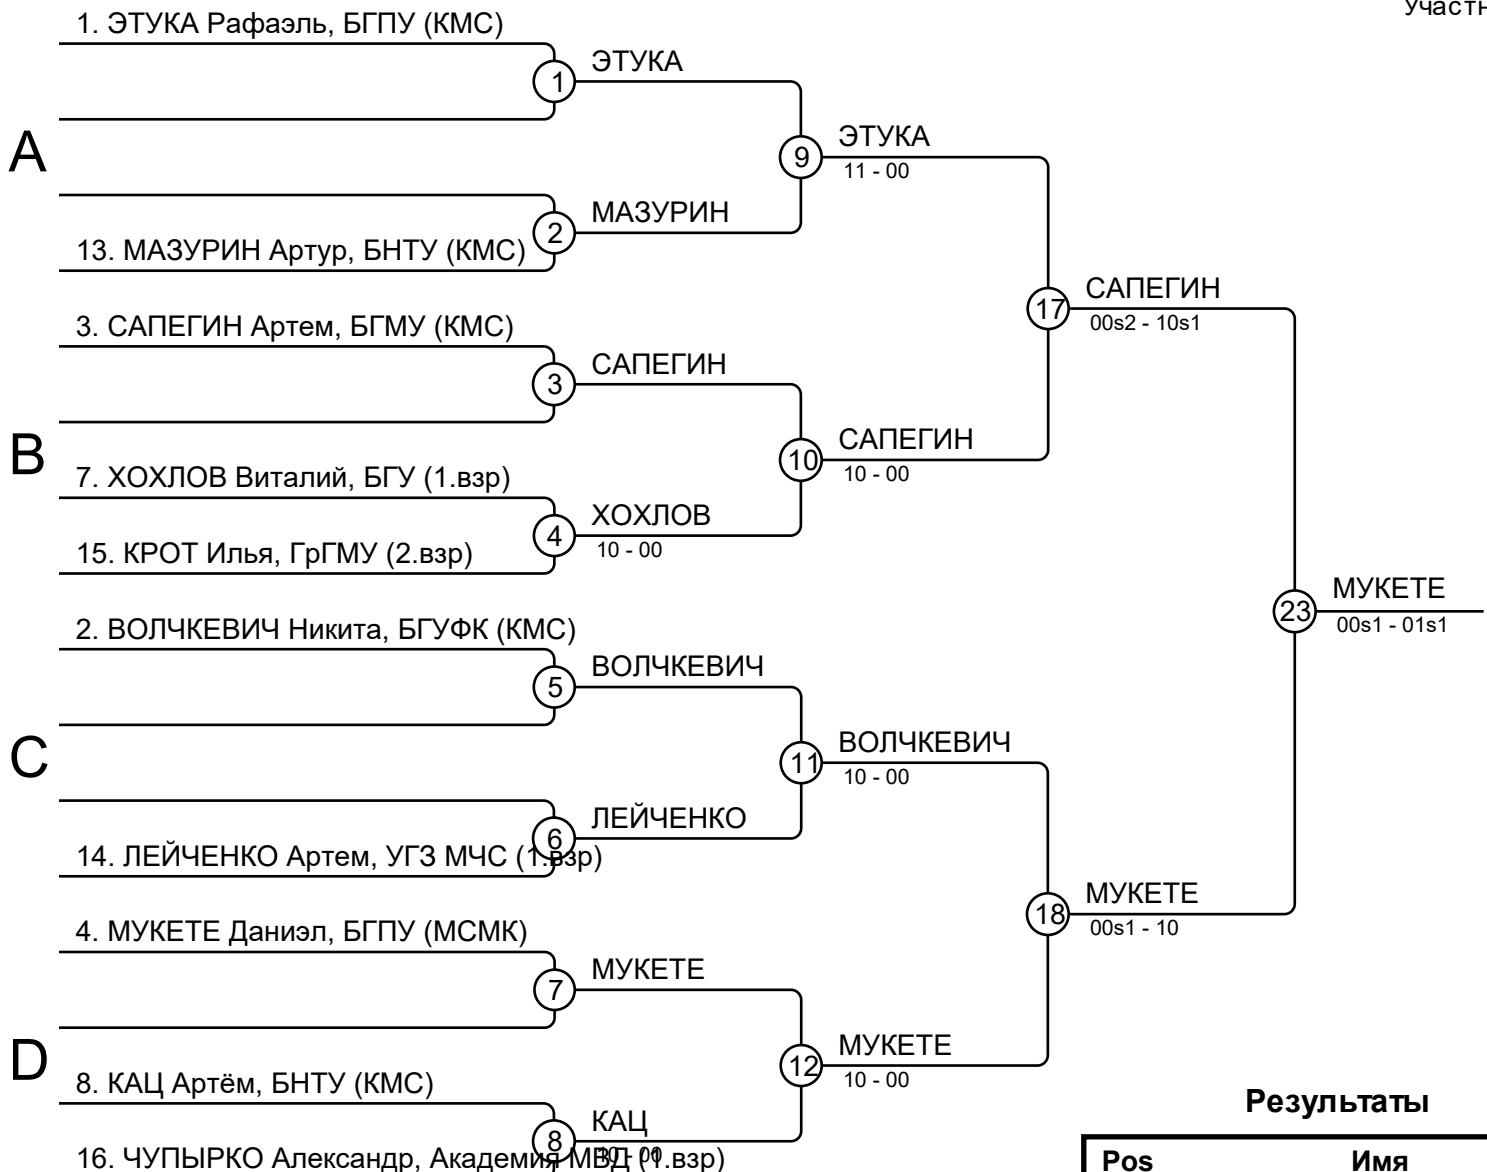 Участн
1. ЭТУКА Рафаэль, БГПУ (КМС)
1
ЭТУКА
A
9
ЭТУКА
11 - 00
2
МАЗУРИН
13. МАЗУРИН Артур, БНТУ (КМС)
17
САПЕГИН
00s2 - 10s1
3. САПЕГИН Артем, БГМУ (КМС)
3
САПЕГИН
B
10
САПЕГИН
10 - 00
7. ХОХЛОВ Виталий, БГУ (1.взр)
4
ХОХЛОВ
10 - 00
15. КРОТ Илья, ГрГМУ (2.взр)
23
МУКЕТЕ
00s1 - 01s1
2. ВОЛЧКЕВИЧ Никита, БГУФК (КМС)
5
ВОЛЧКЕВИЧ
C
11
ВОЛЧКЕВИЧ
10 - 00
6
ЛЕЙЧЕНКО
14. ЛЕЙЧЕНКО Артем, УГЗ МЧС (1.взр)
18
МУКЕТЕ
00s1 - 10
4. МУКЕТЕ Даниэл, БГПУ (МСМК)
7
МУКЕТЕ
D
12
МУКЕТЕ
10 - 00
8. КАЦ Артём, БНТУ (КМС)
8
КАЦ
10 - 00
16. ЧУПЫРКО Александр, Академия МВД (1.взр)
Результаты
Pos Имя